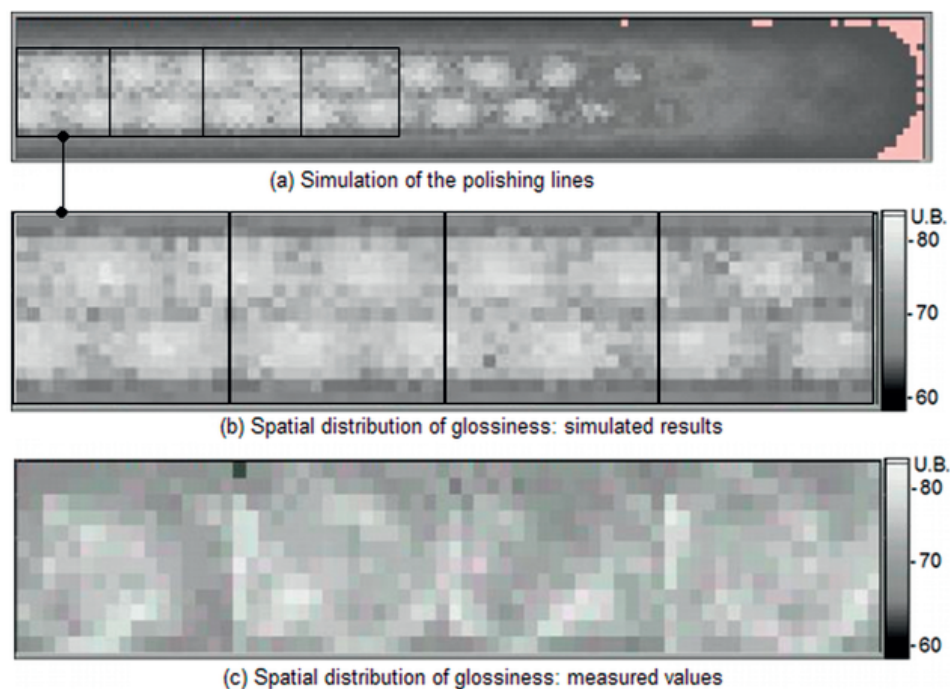 (a) Simulation of the polishing lines
U.B.
80
70
60
(b) Spatial distribution of glossiness: simulated results
U.B.
80
70
60
(c) Spatial distribution of glossiness: measured values